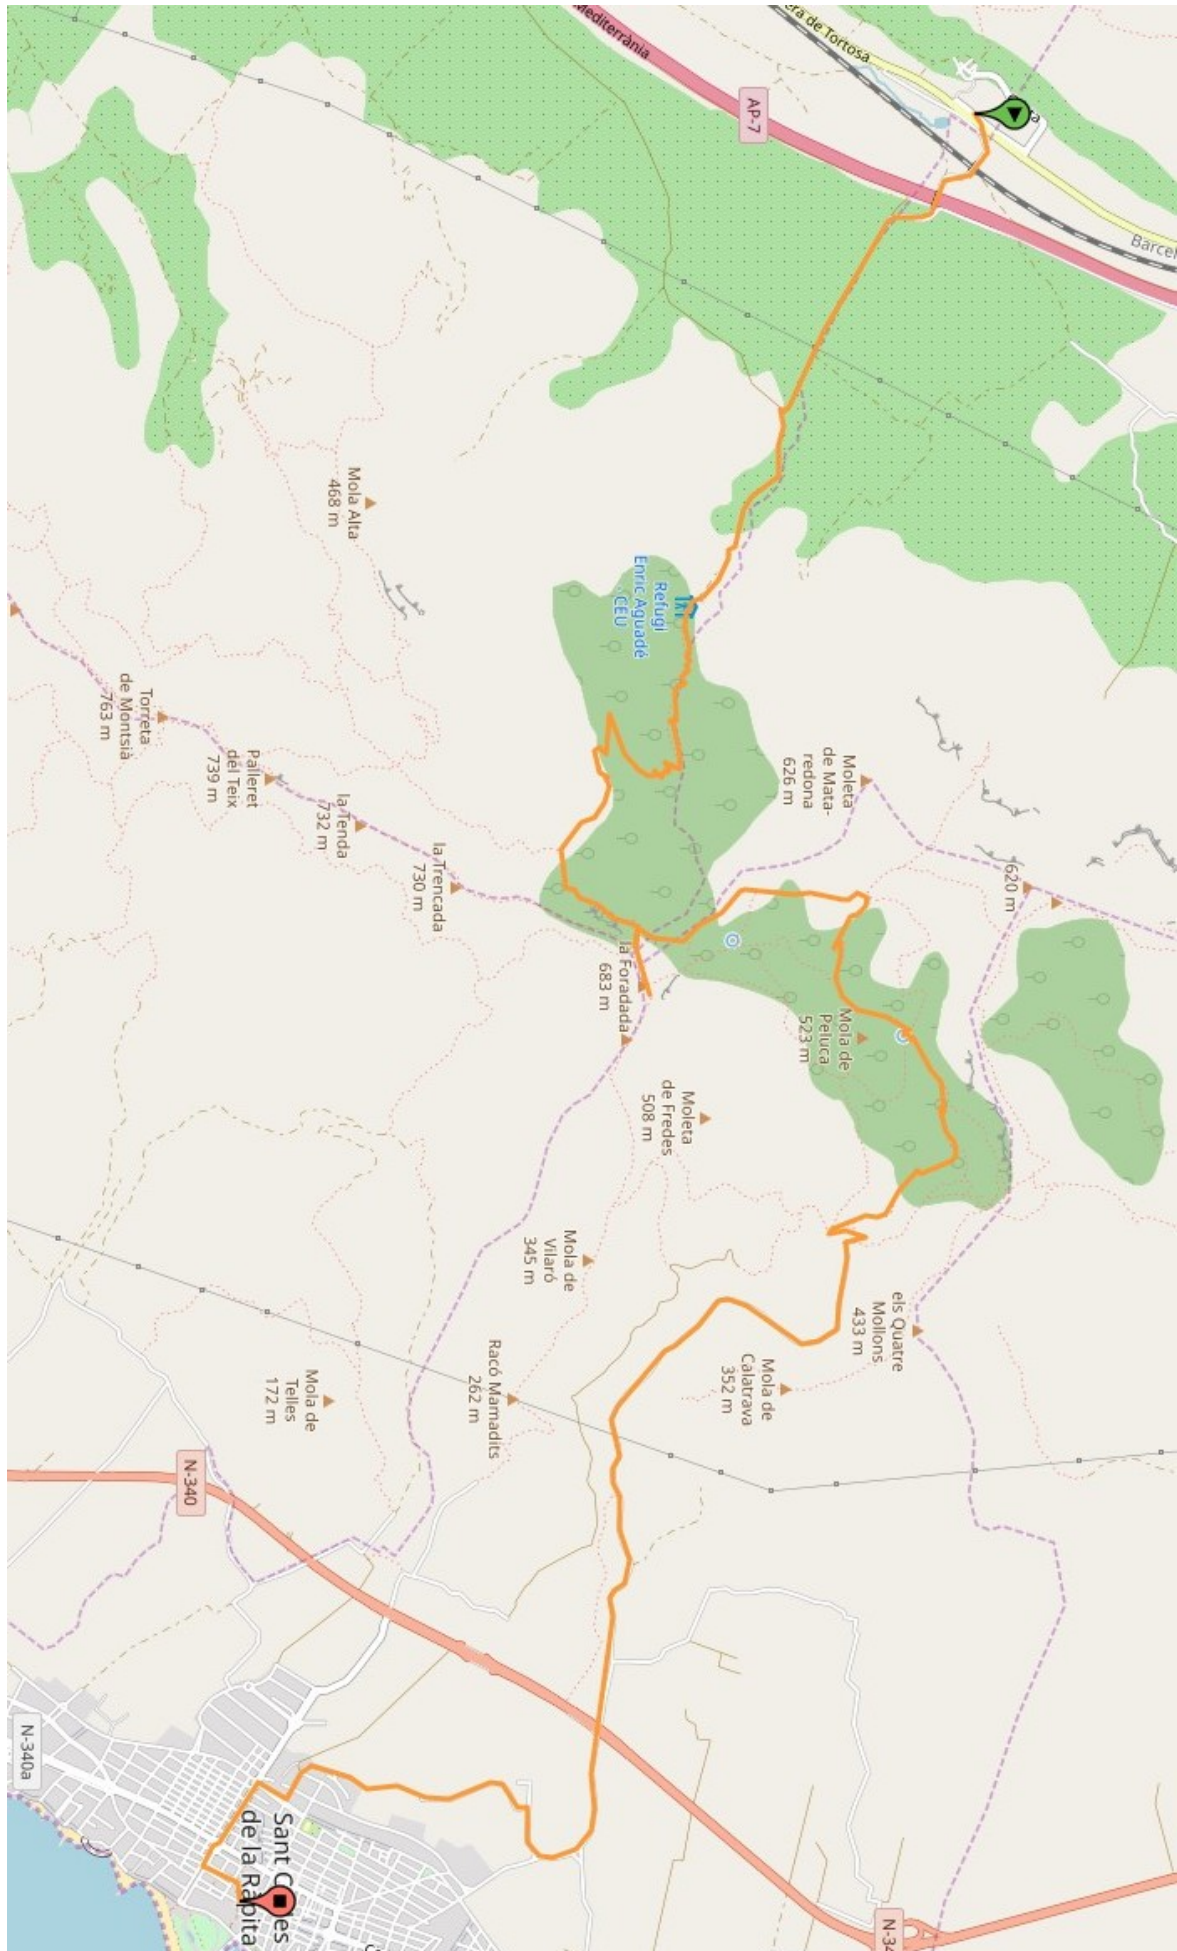 Mediterrània
era de Tortosa
AP-7
Barcel
Mola Alta
468 m
Refugi
Enric Aguadé
CEU
Moleta
de Mata-
redona
626 m
620 m
Torreta
de Montsià
763 m
Palleret
del Teix
739 m
la Tenda
732 m
la Trencada
730 m
la Foradada
683 m
Mola de
Peluca
523 m
Moleta
de Fredes
508 m
Mola de
Vilaró
345 m
els Quatre
Mollons
433 m
Mola de
Calatrava
352 m
Racó Mamadits
262 m
Mola de
Telles
172 m
N-340
N-34
N-340a
Sant C es
de la Ràpita